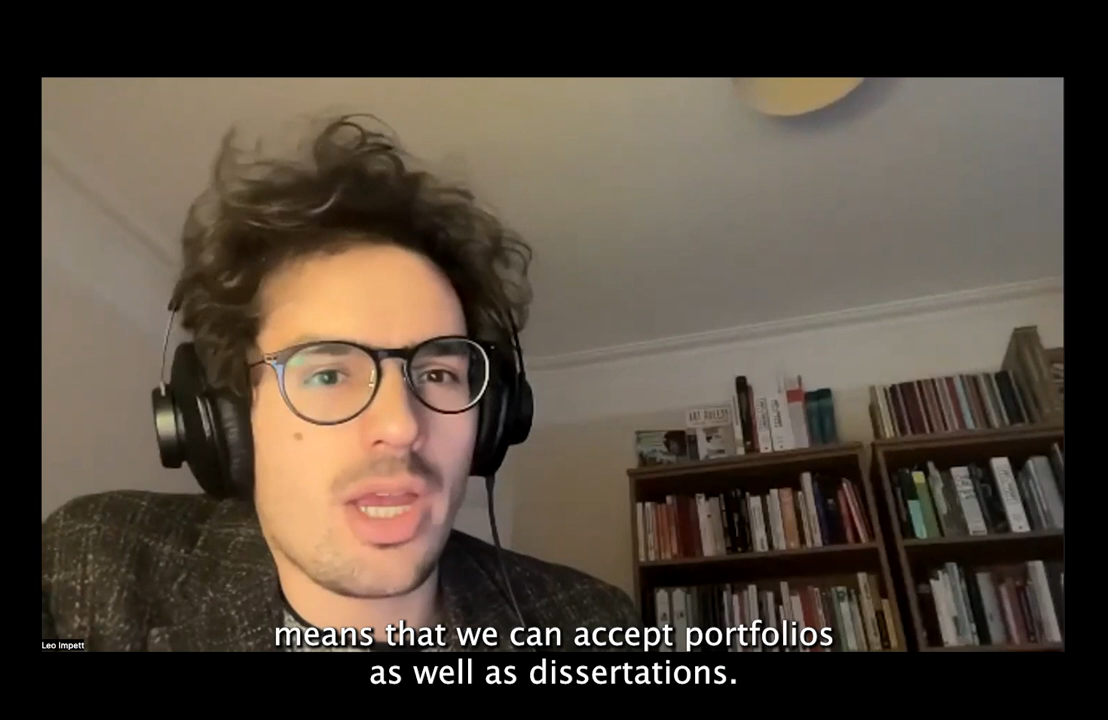 Leo Impett
means that we can accept portfolios
as well as dissertations.